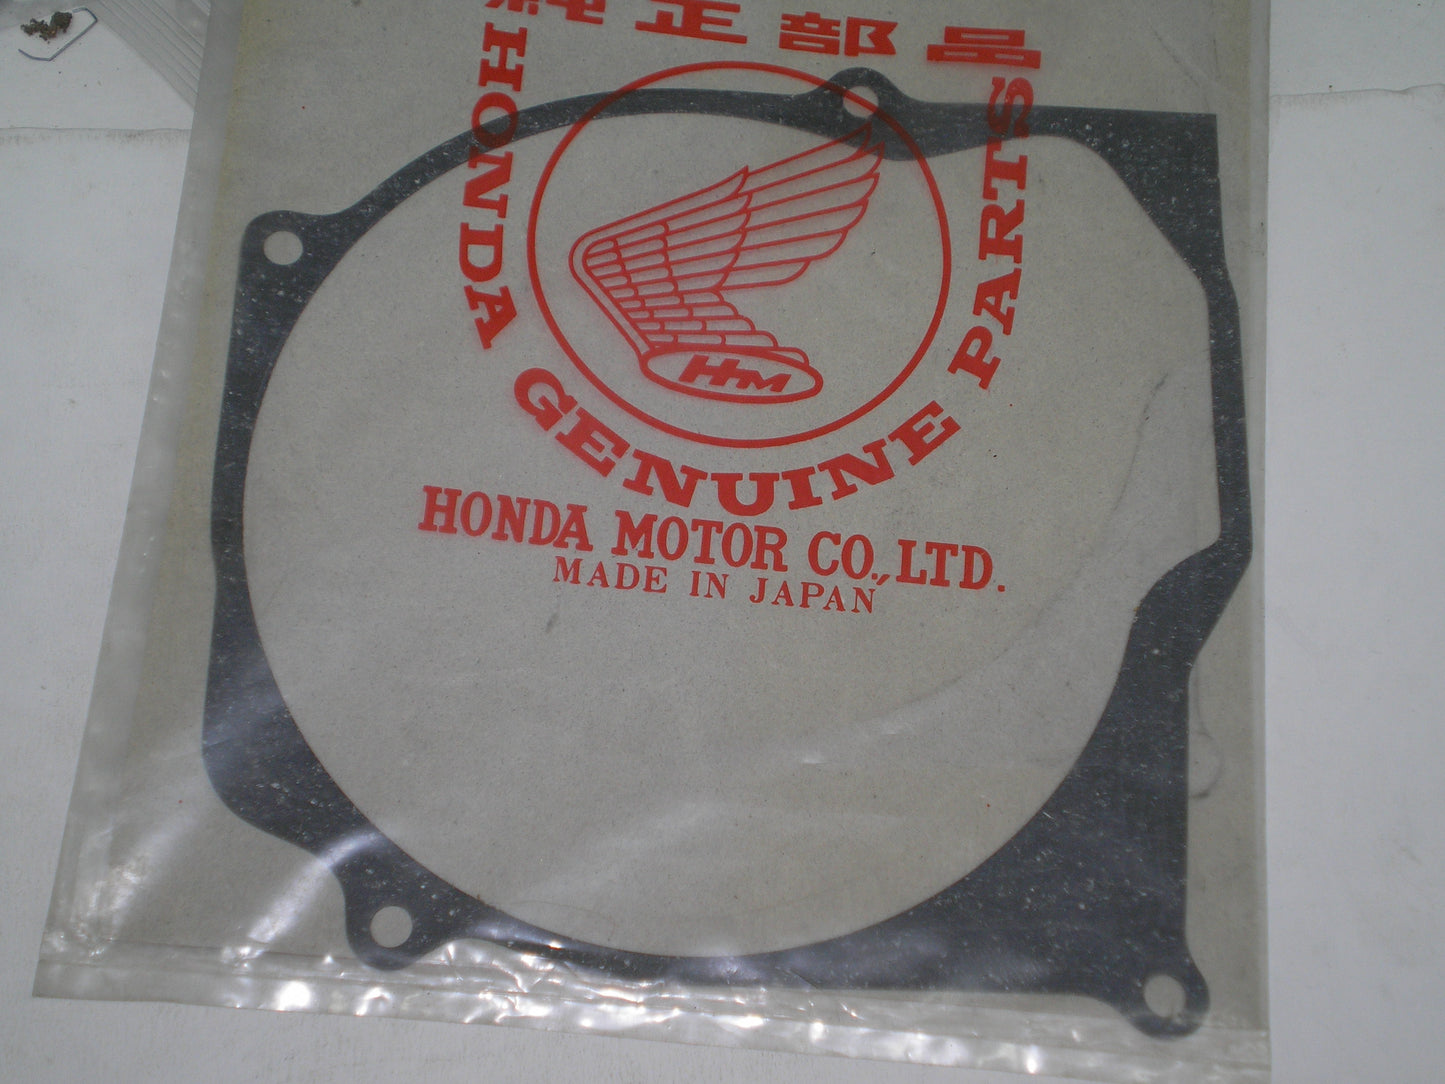 純正部品
HONDA GENUINE PARTS
HM
HONDA MOTOR CO., LTD.
MADE IN JAPAN